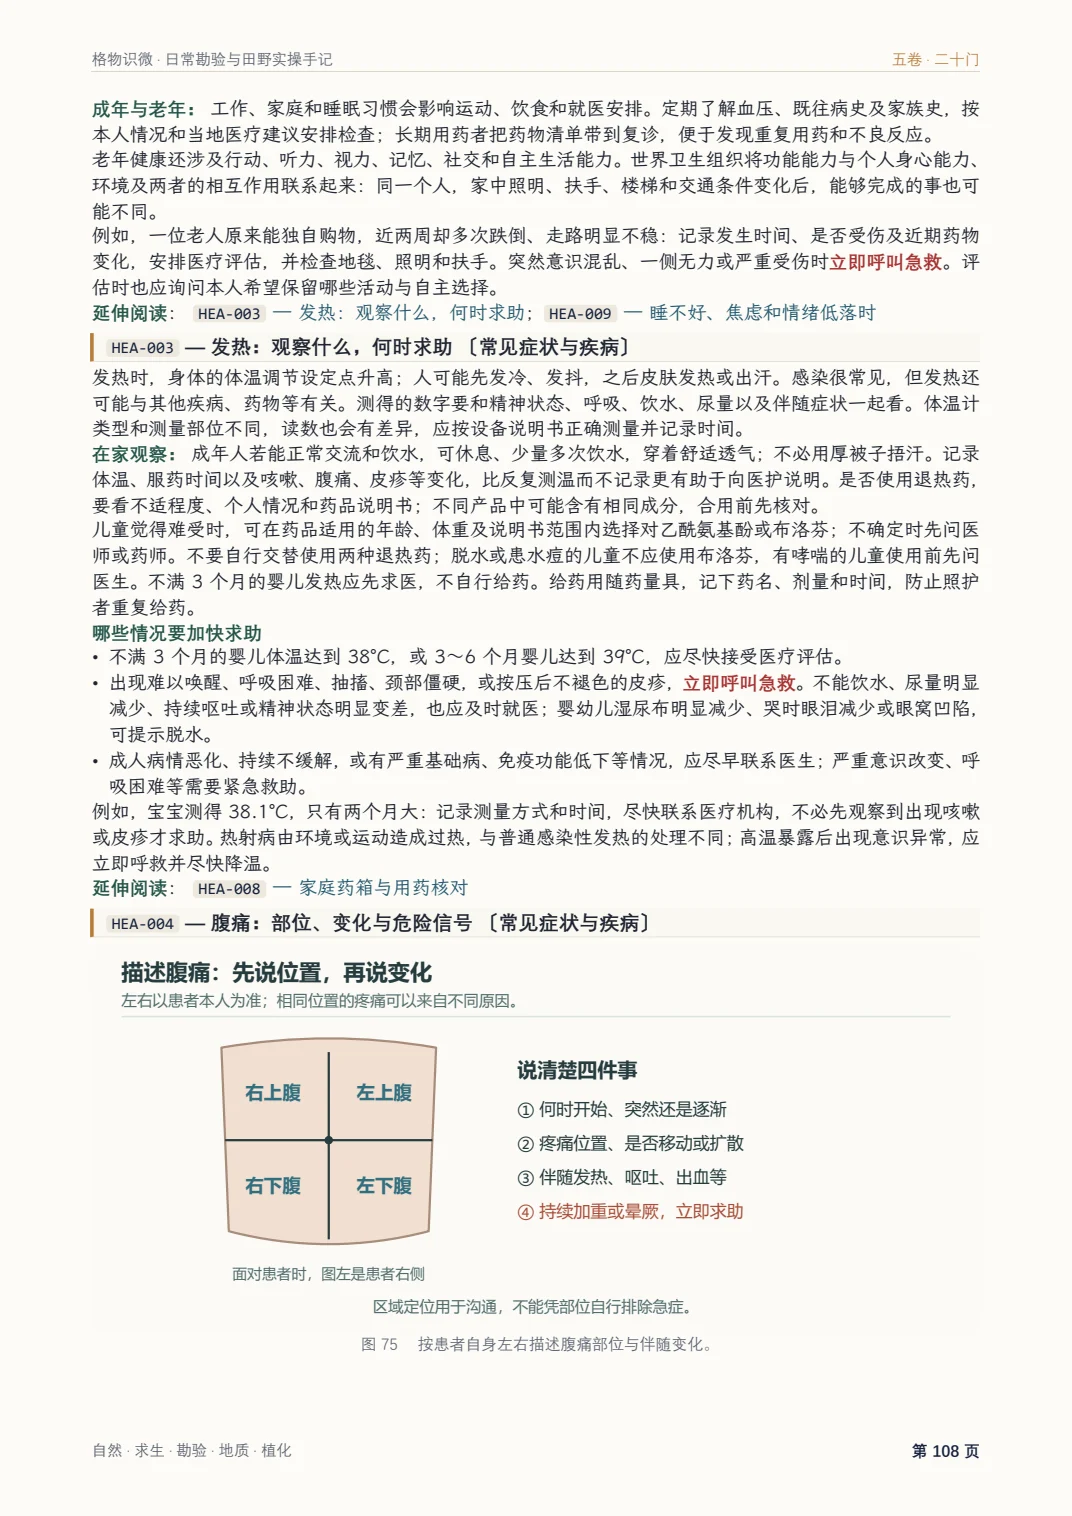 格物识微 · 日常勘验与田野实操手记
五卷 · 二十门
成年与老年： 工作、家庭和睡眠习惯会影响运动、饮食和就医安排。定期了解血压、既往病史及家族史，按
本人情况和当地医疗建议安排检查；长期用药者把药物清单带到复诊，便于发现重复用药和不良反应。
老年健康还涉及行动、听力、视力、记忆、社交和自主生活能力。世界卫生组织将功能能力与个人身心能力、
环境及两者的相互作用联系起来：同一个人，家中照明、扶手、楼梯和交通条件变化后，能够完成的事也可
能不同。
例如，一位老人原来能独自购物，近两周却多次跌倒、走路明显不稳：记录发生时间、是否受伤及近期药物
变化，安排医疗评估，并检查地毯、照明和扶手。突然意识混乱、一侧无力或严重受伤时立即呼叫急救。评
估时也应询问本人希望保留哪些活动与自主选择。
延伸阅读： HEA-003 — 发热：观察什么，何时求助；HEA-009 — 睡不好、焦虑和情绪低落时
HEA-003 — 发热：观察什么，何时求助 〔常见症状与疾病〕
发热时，身体的体温调节设定点升高；人可能先发冷、发抖，之后皮肤发热或出汗。感染很常见，但发热还
可能与其他疾病、药物等有关。测得的数字要和精神状态、呼吸、饮水、尿量以及伴随症状一起看。体温计
类型和测量部位不同，读数也会有差异，应按设备说明书正确测量并记录时间。
在家观察： 成年人若能正常交流和饮水，可休息、少量多次饮水，穿着舒适透气；不必用厚被子捂汗。记录
体温、服药时间以及咳嗽、腹痛、皮疹等变化，比反复测温而不记录更有助于向医护说明。是否使用退热药，
要看不适程度、个人情况和药品说明书；不同产品中可能含有相同成分，合用前先核对。
儿童觉得难受时，可在药品适用的年龄、体重及说明书范围内选择对乙酰氨基酚或布洛芬；不确定时先问医
师或药师。不要自行交替使用两种退热药；脱水或患水痘的儿童不应使用布洛芬，有哮喘的儿童使用前先问
医生。不满 3 个月的婴儿发热应先求医，不自行给药。给药用随药量具，记下药名、剂量和时间，防止照护
者重复给药。
哪些情况要加快求助
• 不满 3 个月的婴儿体温达到 38°C，或 3～6 个月婴儿达到 39°C，应尽快接受医疗评估。
• 出现难以唤醒、呼吸困难、抽搐、颈部僵硬，或按压后不褪色的皮疹，立即呼叫急救。不能饮水、尿量明显
减少、持续呕吐或精神状态明显变差，也应及时就医；婴幼儿湿尿布明显减少、哭时眼泪减少或眼窝凹陷，
可提示脱水。
• 成人病情恶化、持续不缓解，或有严重基础病、免疫功能低下等情况，应尽早联系医生；严重意识改变、呼
吸困难等需要紧急救助。
例如，宝宝测得 38.1°C，只有两个月大：记录测量方式和时间，尽快联系医疗机构，不必先观察到出现咳嗽
或皮疹才求助。热射病由环境或运动造成过热，与普通感染性发热的处理不同；高温暴露后出现意识异常，应
立即呼救并尽快降温。
延伸阅读： HEA-008 — 家庭药箱与用药核对
HEA-004 — 腹痛：部位、变化与危险信号 〔常见症状与疾病〕
描述腹痛：先说位置，再说变化
左右以患者本人为准；相同位置的疼痛可以来自不同原因。
右上腹 左上腹
右下腹 左下腹
面对患者时，图左是患者右侧
说清楚四件事
① 何时开始、突然还是逐渐
② 疼痛位置、是否移动或扩散
③ 伴随发热、呕吐、出血等
④ 持续加重或晕厥，立即求助
区域定位用于沟通，不能凭部位自行排除急症。
图 75 按患者自身左右描述腹痛部位与伴随变化。
自然 · 求生 · 勘验 · 地质 · 植化
第 108 页